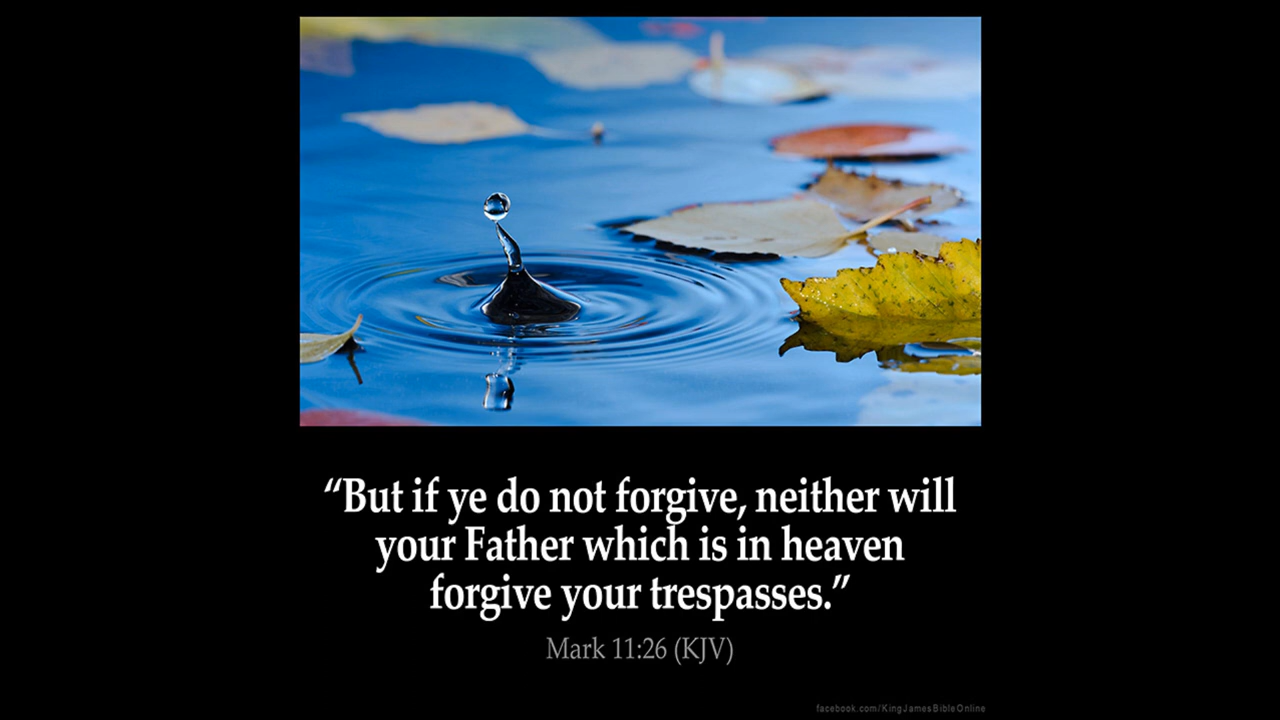 “But if ye do not forgive, neither will
your Father which is in heaven
forgive your trespasses.”
Mark 11:26 (KJV)
facebook.com/KingJamesBibleOnline